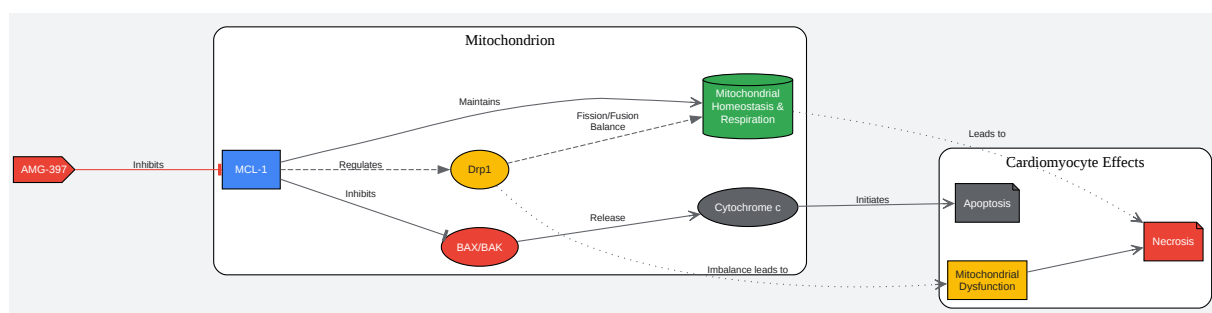 Mitochondrion
Mitochondrial
Homeostasis &
Respiration
Maintains
Fission/Fusion
Balance
Leads to
Cardiomyocyte Effects
AMG-397
Inhibits
MCL-1
Regulates
Drp1
Inhibits
Apoptosis
Cytochrome c
Initiates
Release
BAX/BAK
Necrosis
Imbalance leads to
Mitochondrial
Dysfunction